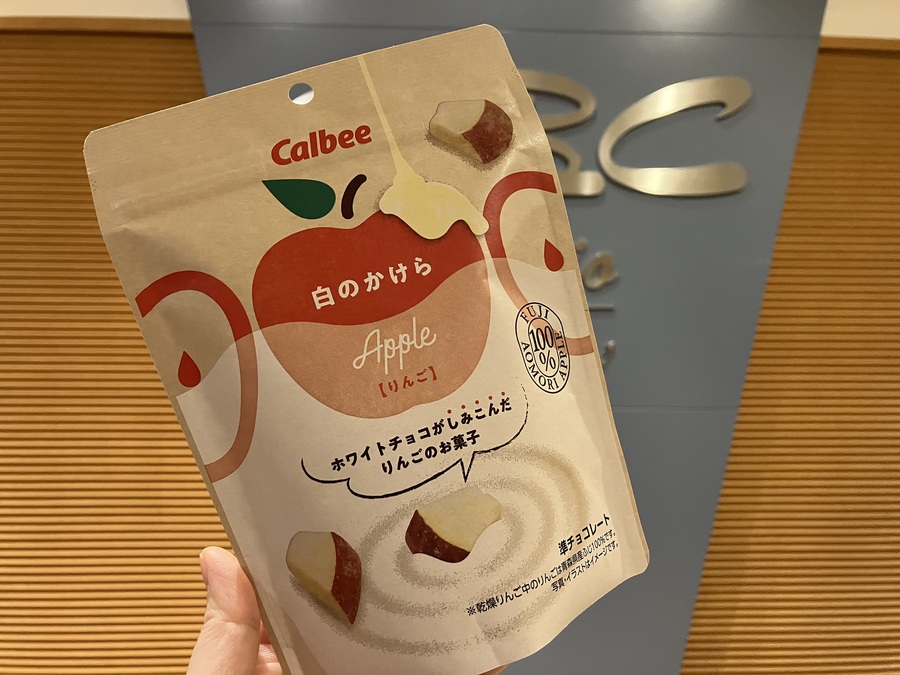 Calbee
白のかけら
Apple
【りんご】
FUJI
100
%
AOMORI APPLE
ホワイトチョコがしみこんだ
りんごのお菓子
準チョコレート
※乾燥りんご中のりんごは青森県産ふじ100%です。
写真・イラストはイメージです。